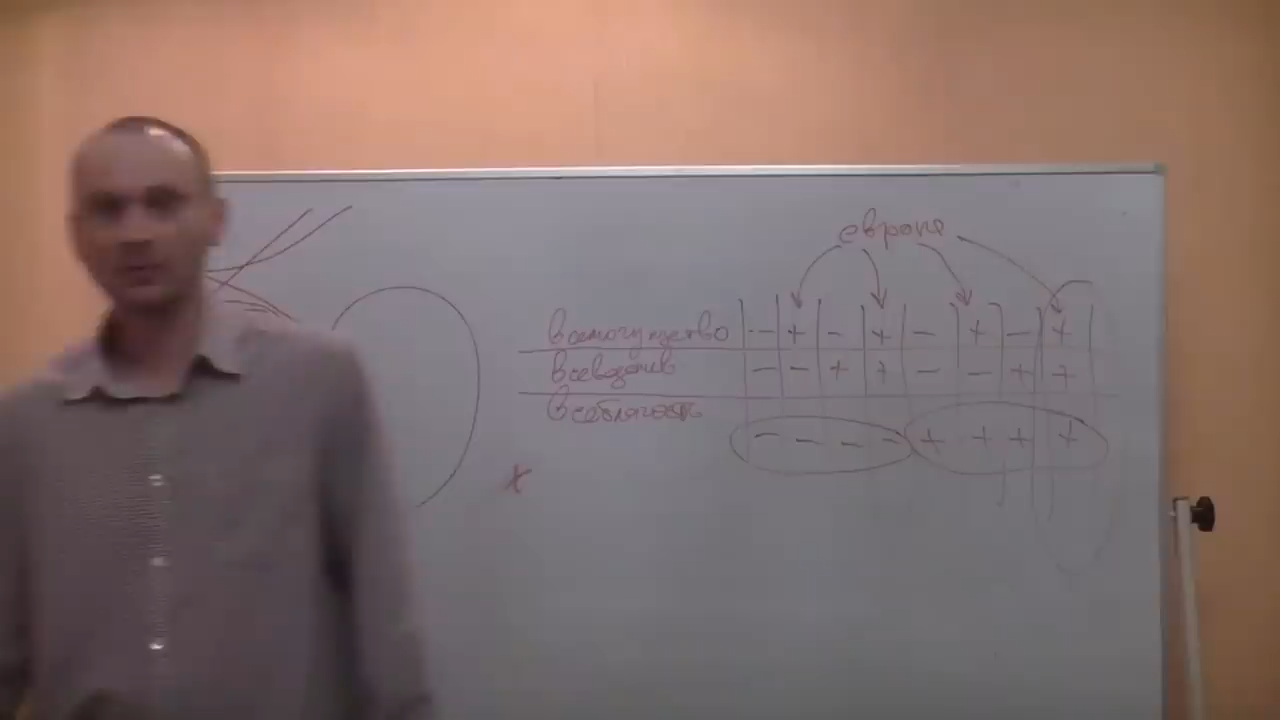 европа
всемогущество | - | + | - | + | - | + | - | + |
всеведение | - | - | + | + | - | - | + | + |
всеблагость
- - - - + + + +
x